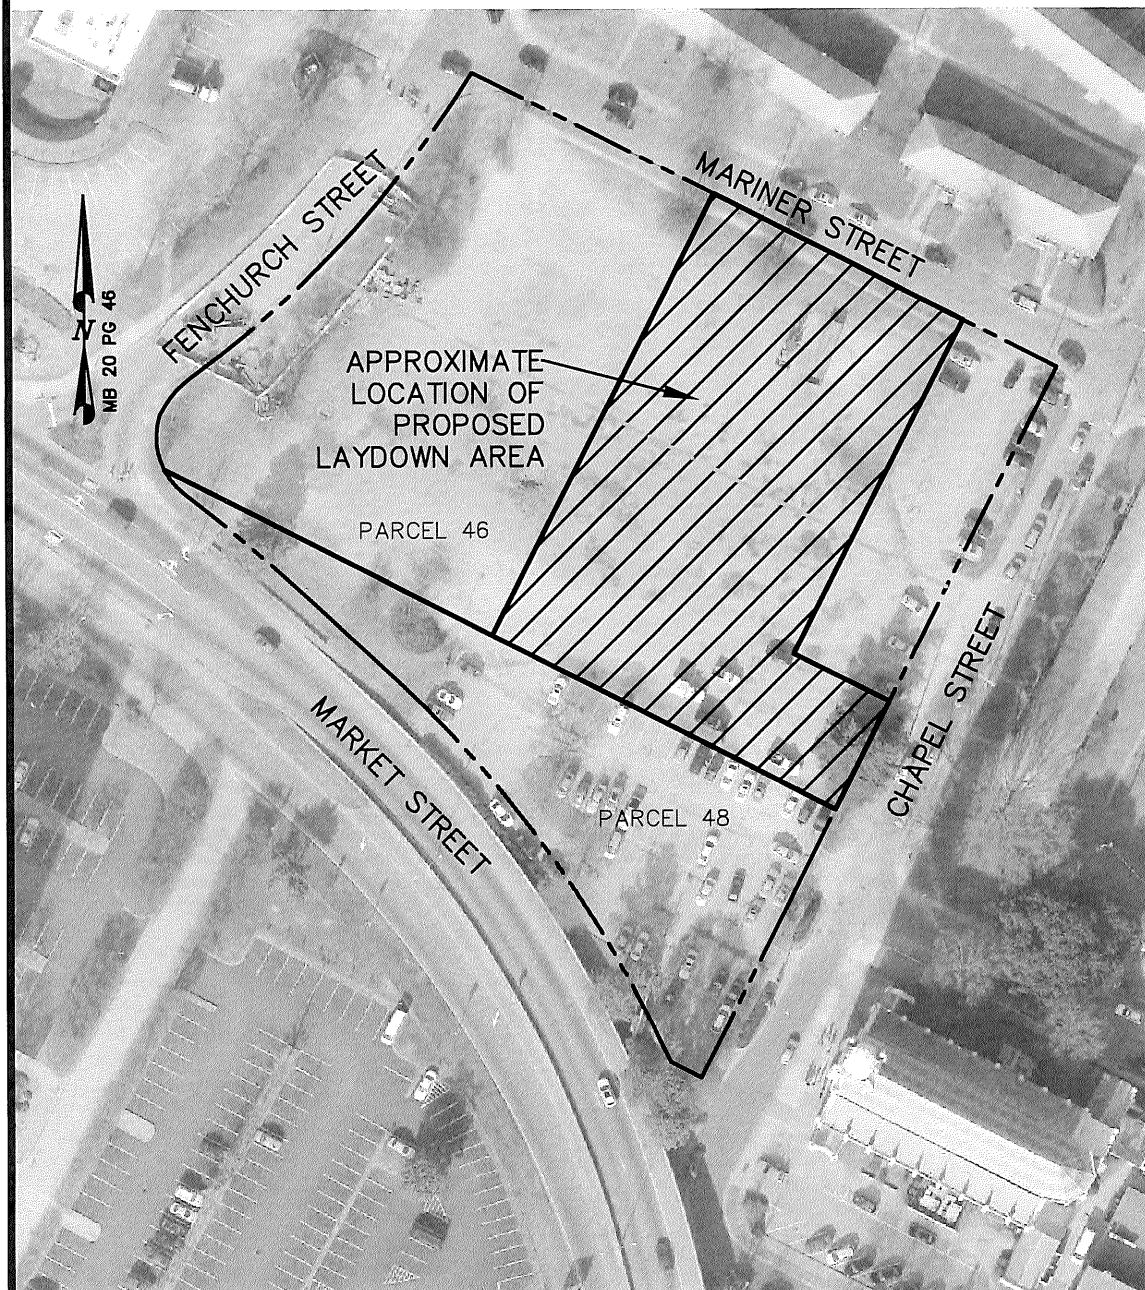 MARINER STREET
FENCHURCH STREET
N
MB 20 PG 46
APPROXIMATE
LOCATION OF
PROPOSED
LAYDOWN AREA
PARCEL 46
MARKET STREET
PARCEL 48
CHAPEL STREET